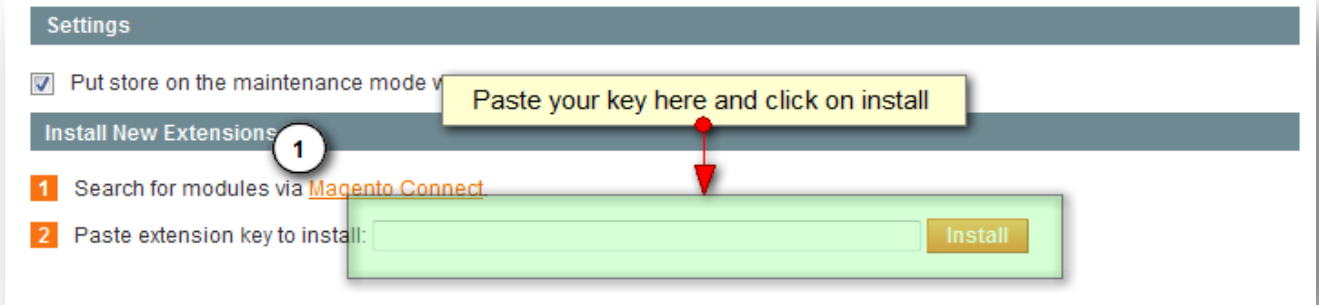 Settings
Put store on the maintenance mode
Paste your key here and click on install
Install New Extensions
1
1 Search for modules via Magento Connect.
2 Paste extension key to install: Install